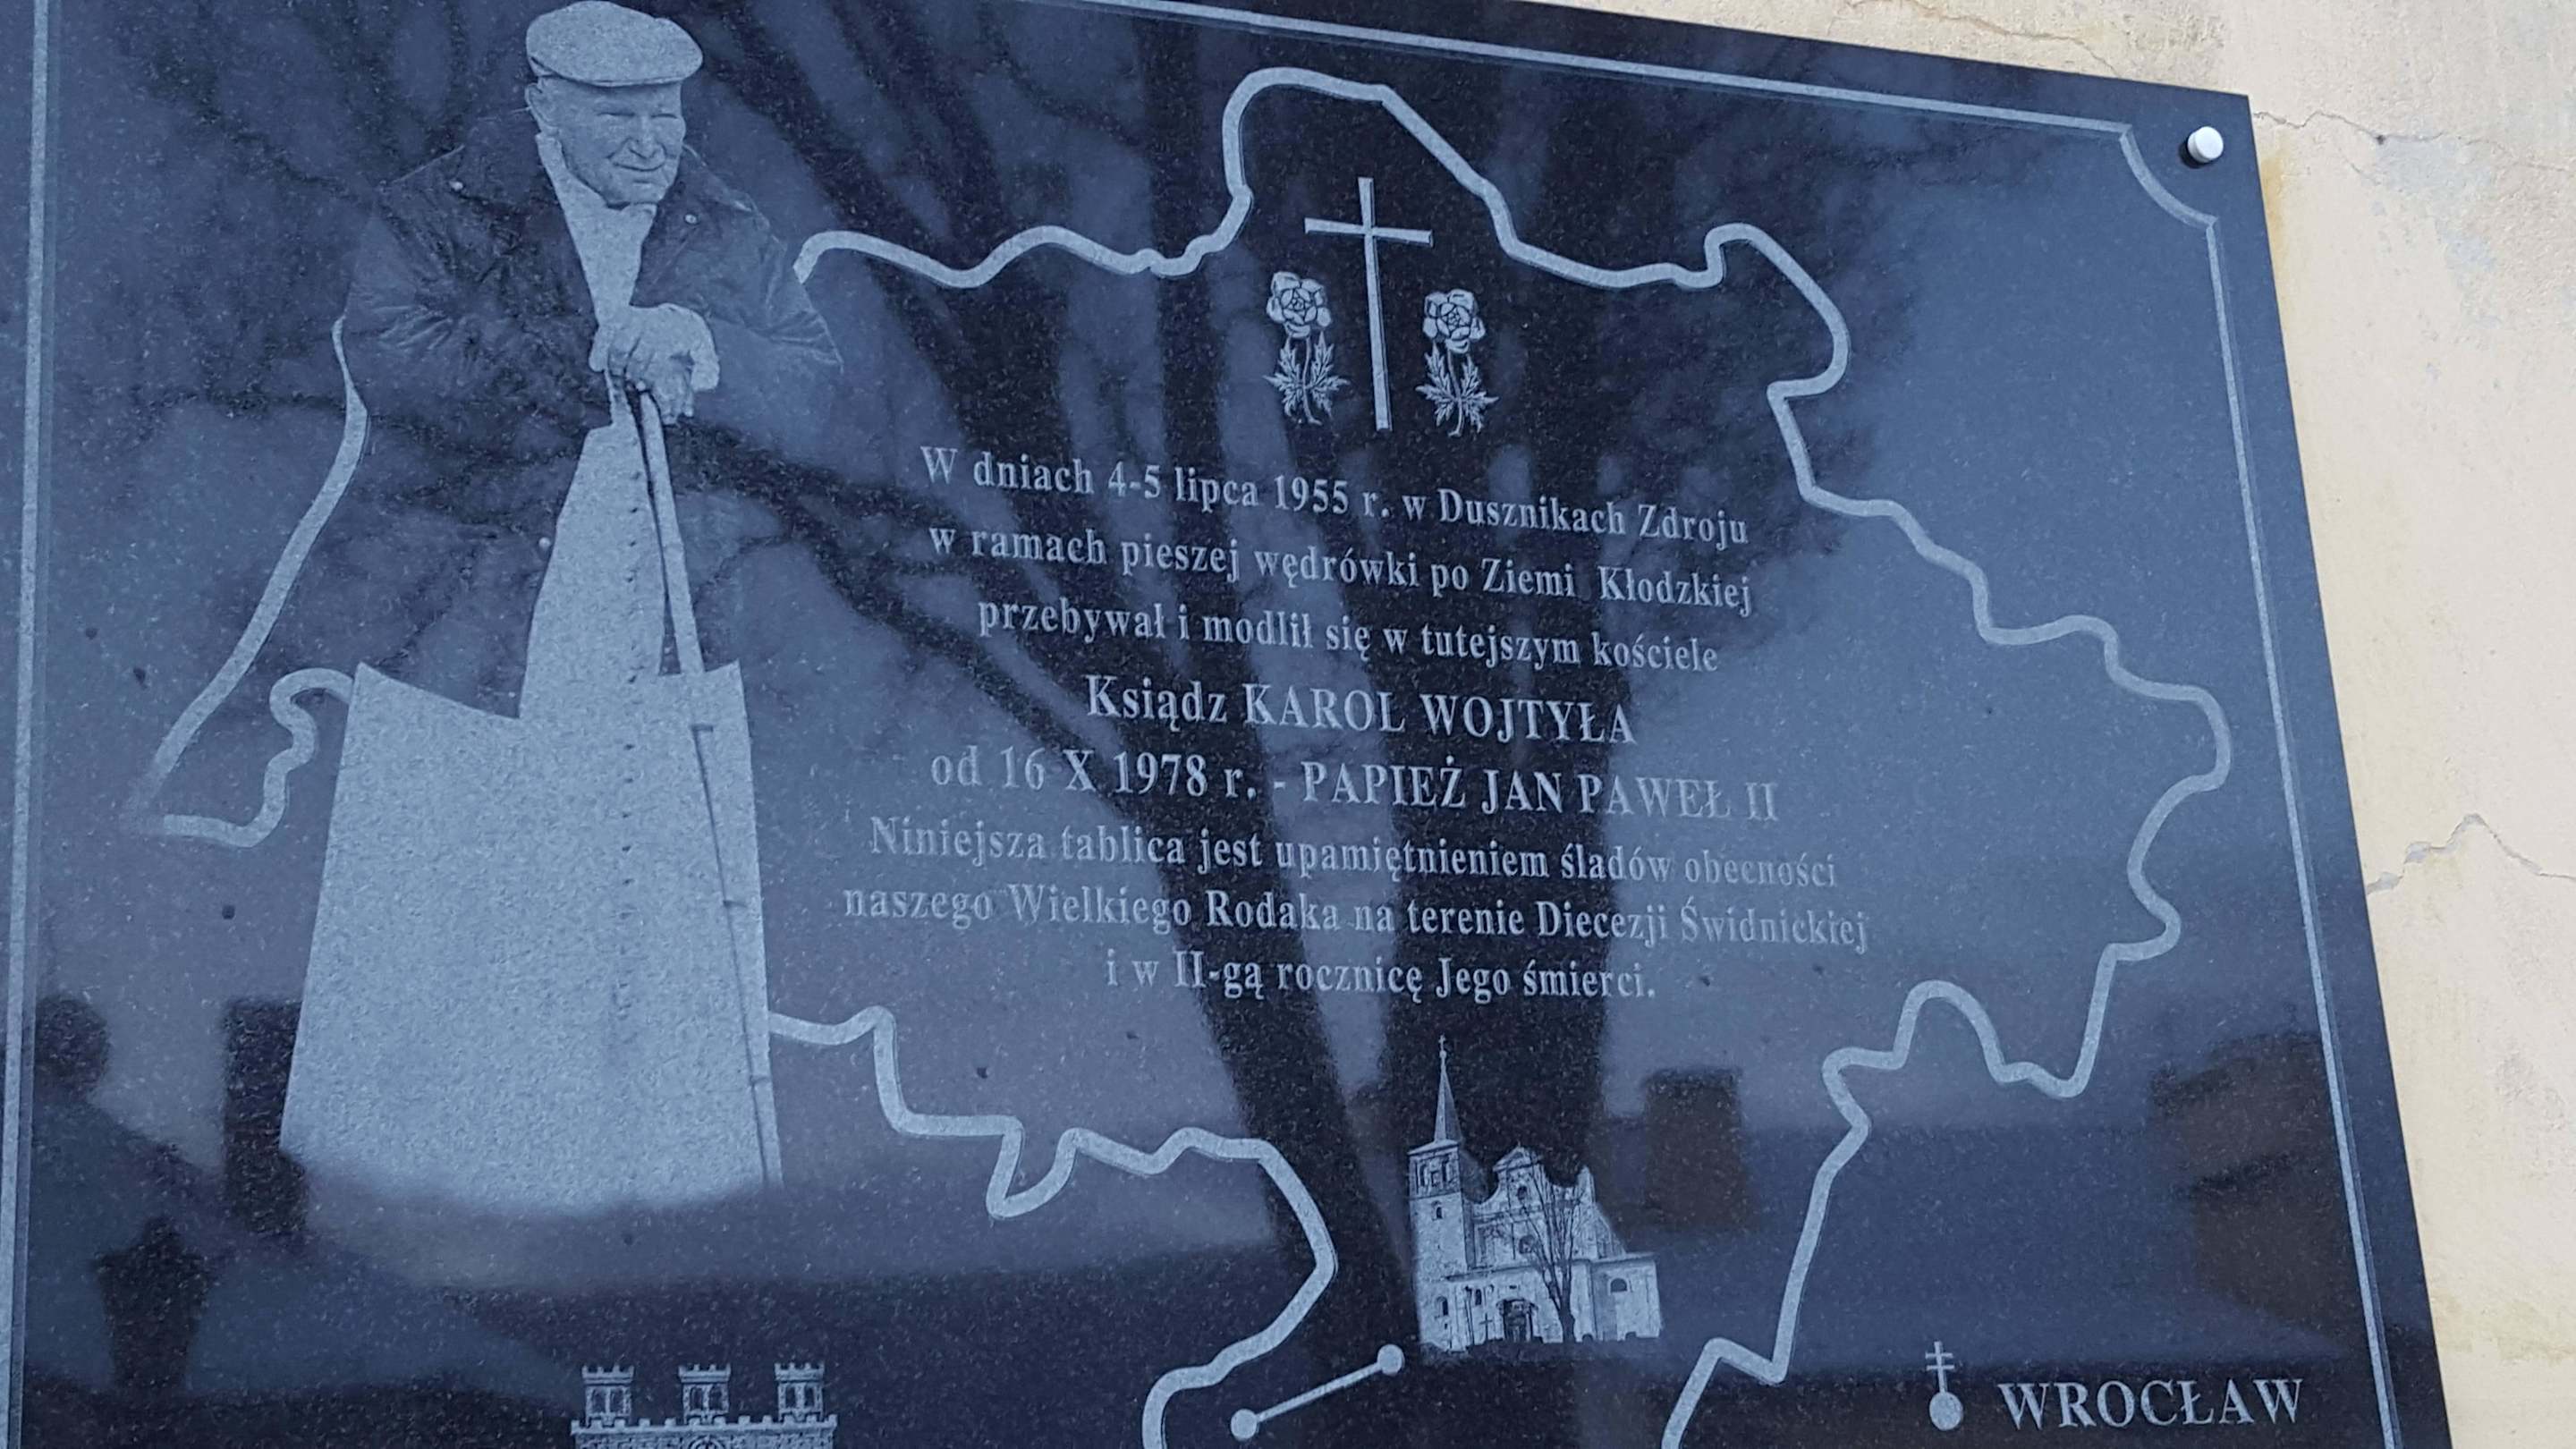 W dniach 4-5 lipca 1955 r. w Dusznikach Zdroju
w ramach pieszej wędrówki po Ziemi Kłodzkiej
przebywał i modlił się w tutejszym kościele
Ksiądz KAROL WOJTYŁA
od 16 X 1978 r. - PAPIEŻ JAN PAWEŁ II
Niniejsza tablica jest upamiętnieniem śladów obecności
naszego Wielkiego Rodaka na terenie Diecezji Świdnickiej
i w II-gą rocznicę Jego śmierci.
WROCŁAW